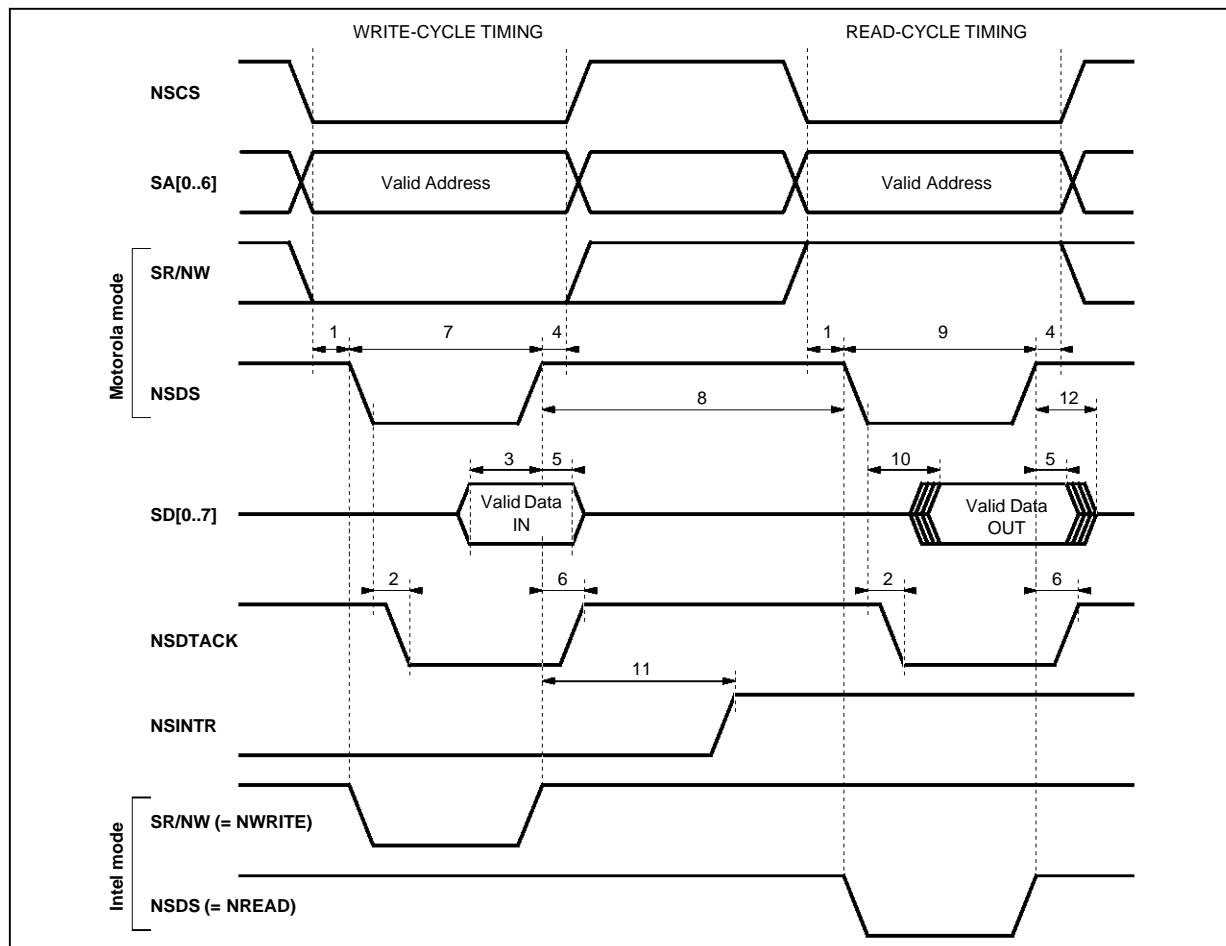 WRITE-CYCLE TIMING READ-CYCLE TIMING
NSCS
SA[0..6] Valid Address Valid Address
Motorola mode
SR/NW
1 7 4 1 9 4
NSDS
8 12
3 5 10 5
SD[0..7] Valid Data Valid Data
IN OUT
2 6 2 6
NSDTACK
11
NSINTR
Intel mode
SR/NW (= NWRITE)
NSDS (= NREAD)